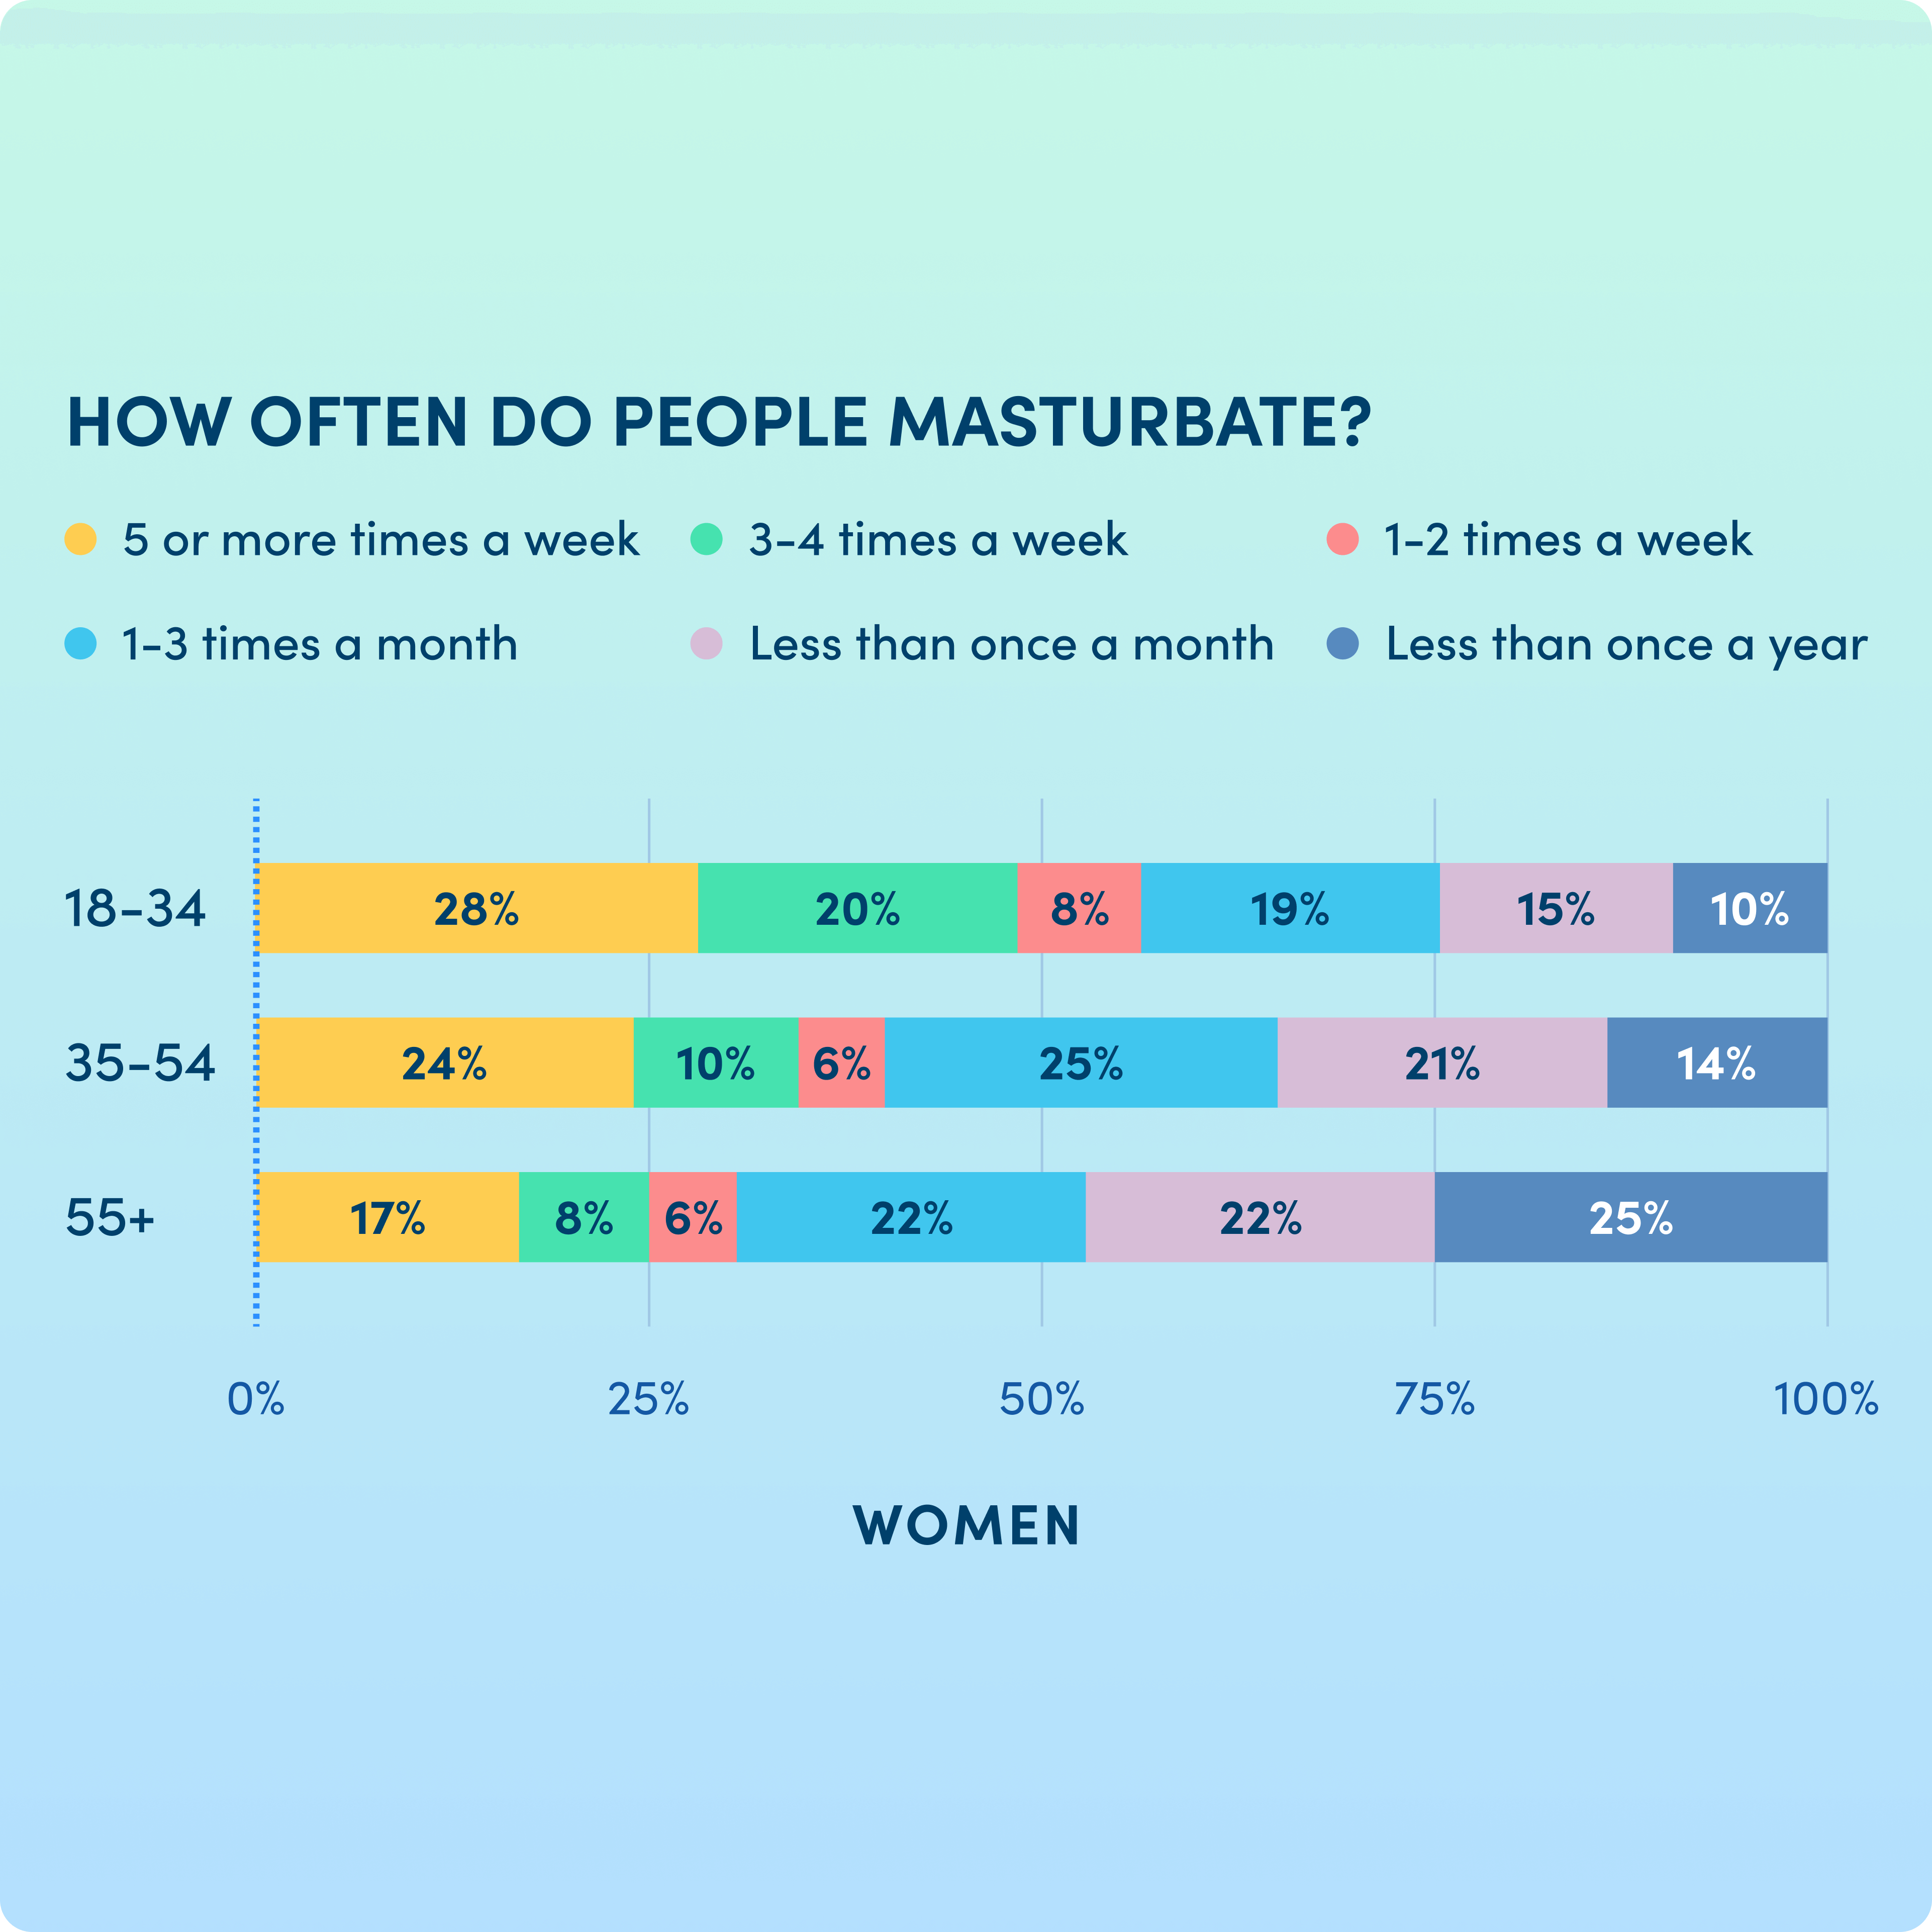 HOW OFTEN DO PEOPLE MASTURBATE?
5 or more times a week 3-4 times a week 1-2 times a week
1-3 times a month Less than once a month Less than once a year
18-34 28% 20% 8% 19% 15% 10%
35-54 24% 10% 6% 25% 21% 14%
55+ 17% 8% 6% 22% 22% 25%
0% 25% 50% 75% 100%
WOMEN